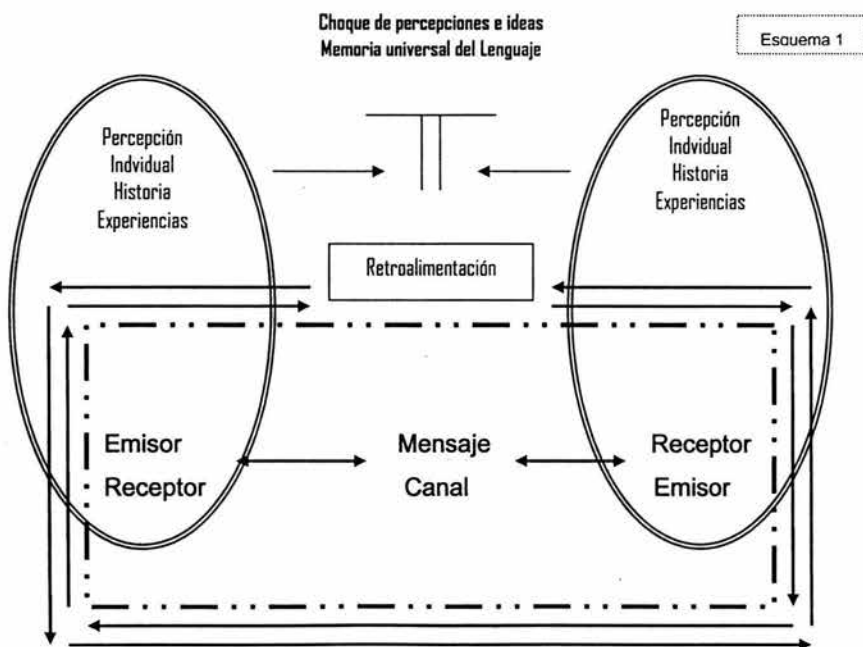 Choque de percepciones e ideas
Memoria universal del Lenguaje
Esquema 1
Percepción
Indvidual
Historia
Experiencias
Percepción
Indvidual
Historia
Experiencias
Retroalimentación
Emisor
Receptor
Mensaje
Canal
Receptor
Emisor